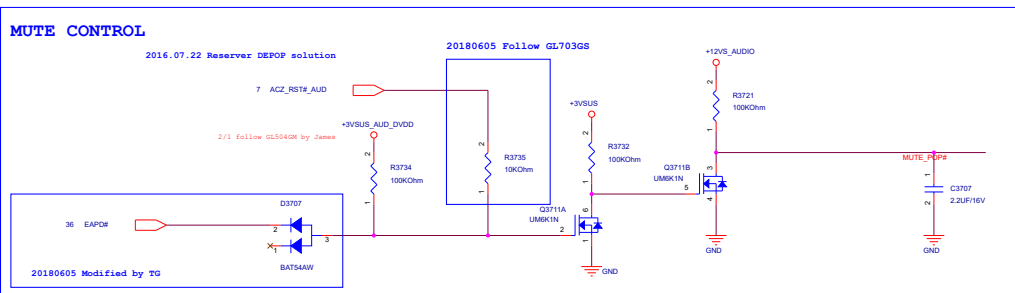 MUTE CONTROL
2016.07.22 Reserver DEPOP solution
20180605 Follow GL703GS
+12VS_AUDIO
7 ACZ_RST#_AUD
2
R3721
100KOhm
1
+3VSUS_AUD_DVDD
+3VSUS
2/1 follow GL504GM by James
2
R3734
100KOhm
1
2
R3735
10KOhm
1
2
R3732
100KOhm
1
MUTE_POP#
Q3711B
UM6K1N
3
5
4
1
C3707
2.2UF/16V
2
D3707
36 EAPD#
2
1
3
BAT54AW
Q3711A
UM6K1N
6
2
1
GND
GND
GND
20180605 Modified by TG